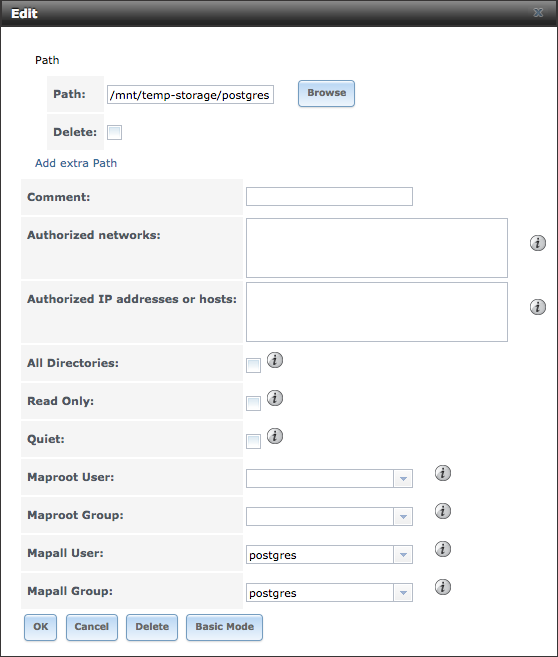 Edit
Path
Path: /mnt/temp-storage/postgres Browse
Delete:
Add extra Path
Comment:
Authorized networks:
Authorized IP addresses or hosts:
All Directories:
Read Only:
Quiet:
Maproot User:
Maproot Group:
Mapall User: postgres
Mapall Group: postgres
OK Cancel Delete Basic Mode